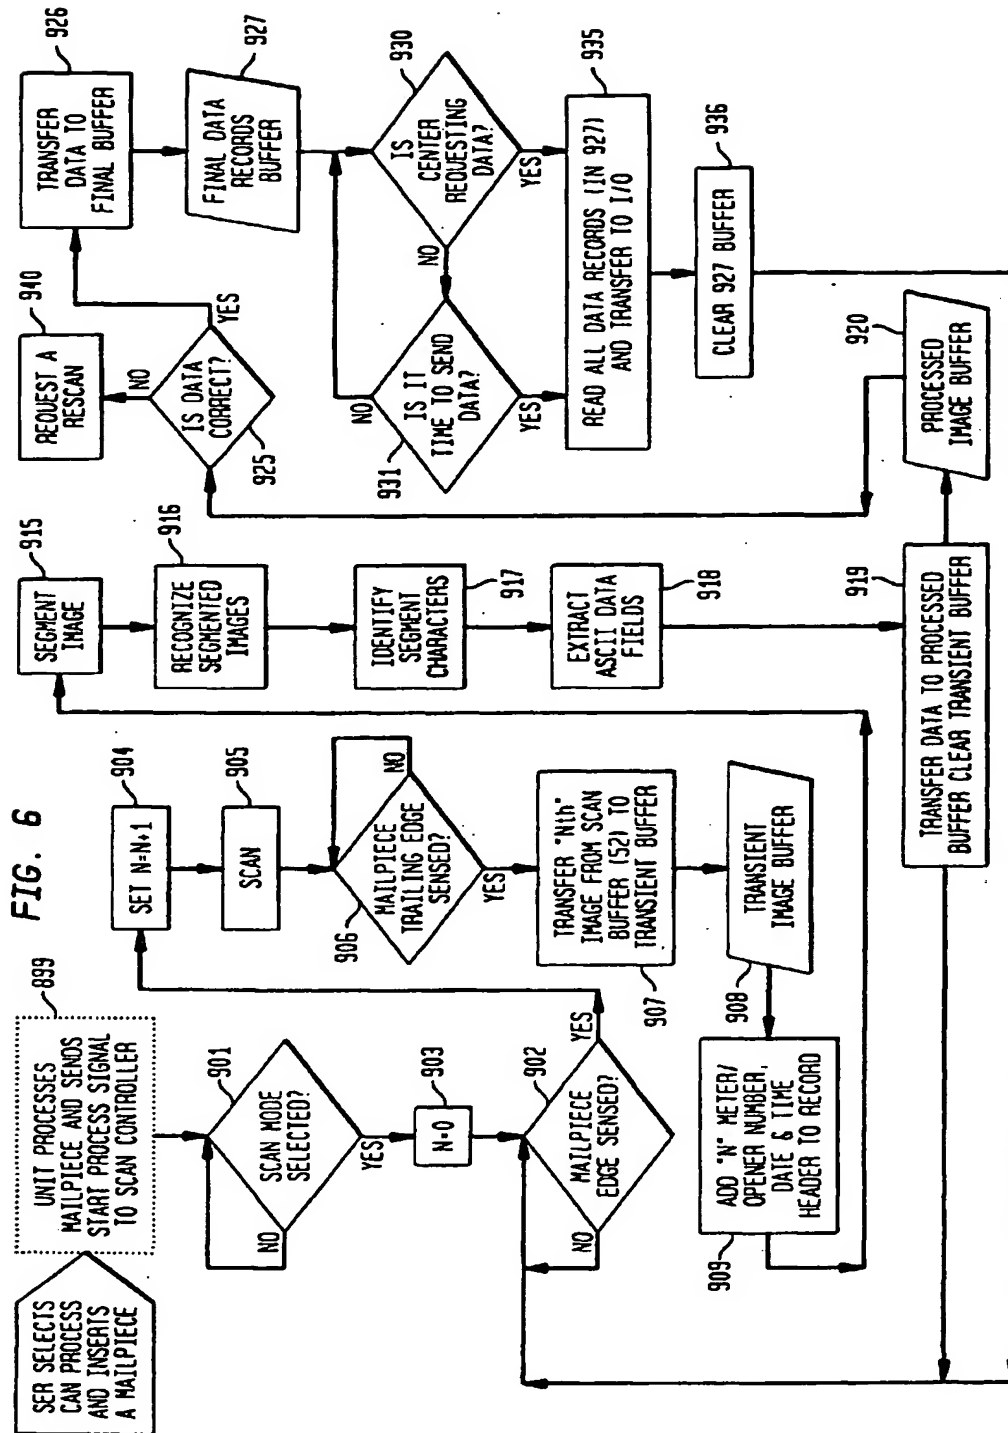 FIG. 6
SER SELECTS
CAN PROCESS
AND INSERTS
A MAILPIECE
UNIT PROCESSES
MAILPIECE AND SENDS
START PROCESS SIGNAL
TO SCAN CONTROLLER
899
SCAN MODE
SELECTED?
901
NO
YES
N=0
903
MAILPIECE
EDGE SENSED?
902
NO
YES
SET N=N+1
904
SCAN
905
MAILPIECE
TRAILING EDGE
SENSED?
906
NO
YES
TRANSFER "Nth"
IMAGE FROM SCAN
BUFFER (52) TO
TRANSIENT BUFFER
907
TRANSIENT
IMAGE BUFFER
908
ADD "N" METER/
OPENER NUMBER,
DATE & TIME
HEADER TO RECORD
909
SEGMENT
IMAGE
915
RECOGNIZE
SEGMENTED
IMAGES
916
IDENTIFY
SEGMENT
CHARACTERS
917
EXTRACT
ASCII DATA
FIELDS
918
TRANSFER DATA TO PROCESSED
BUFFER CLEAR TRANSIENT BUFFER
919
PROCESSED
IMAGE BUFFER
920
REQUEST A
RESCAN
940
NO
IS DATA
CORRECT?
925
YES
TRANSFER
DATA TO
FINAL BUFFER
926
FINAL DATA
RECORDS
BUFFER
927
IS
CENTER
REQUESTING
DATA?
930
NO
YES
IS IT
TIME TO SEND
DATA?
931
NO
YES
READ ALL DATA RECORDS (IN 927)
AND TRANSFER TO I/O
935
CLEAR 927 BUFFER
936